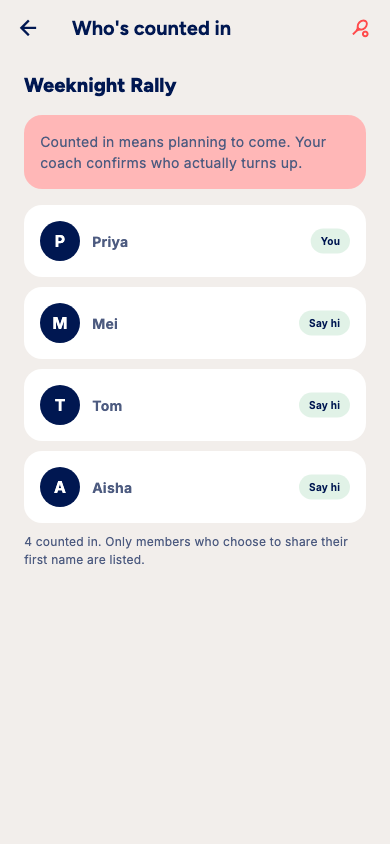 Who's counted in
Weeknight Rally
Counted in means planning to come. Your
coach confirms who actually turns up.
P Priya You
M Mei Say hi
T Tom Say hi
A Aisha Say hi
4 counted in. Only members who choose to share their
first name are listed.